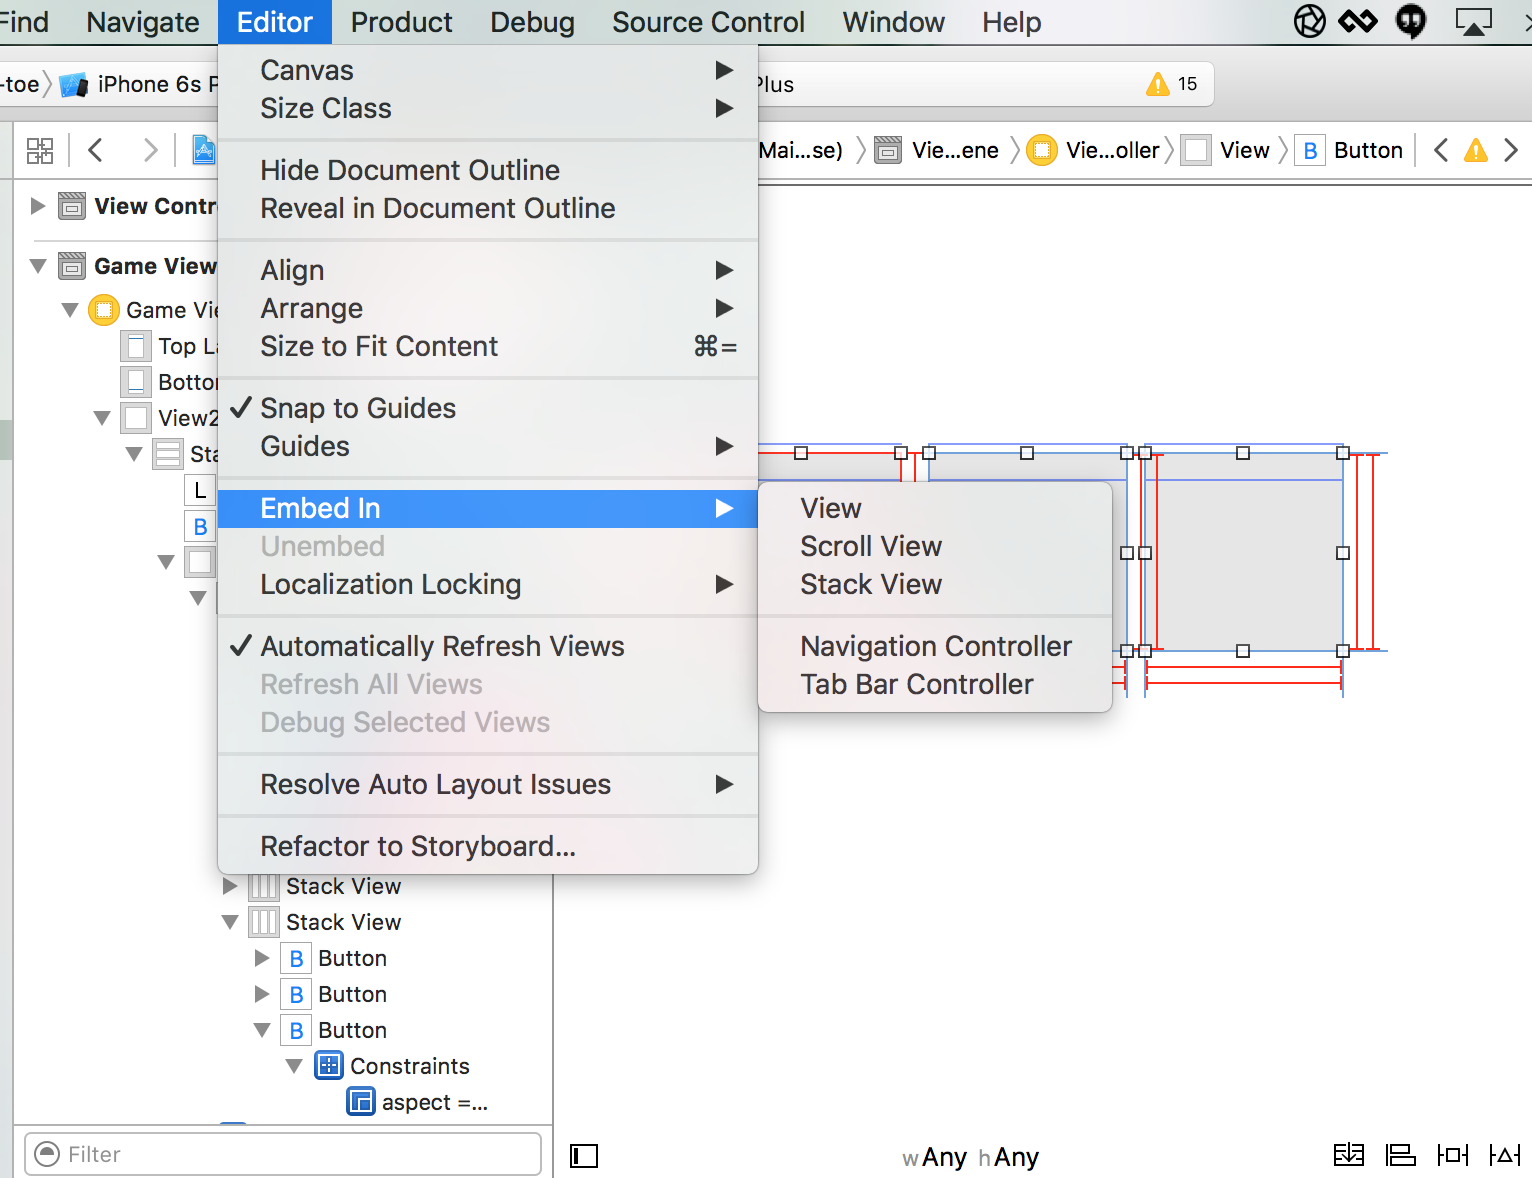 Find Navigate Editor Product Debug Source Control Window Help
-toe iPhone 6s P Plus 15
Mai...se) Vie...ene Vie...oller View B Button
View Contr
Game View
Game Vie
Top La
Bottor
View2
Sta
L
B
Canvas
Size Class
Hide Document Outline
Reveal in Document Outline
Align
Arrange
Size to Fit Content ⌘=
✓ Snap to Guides
Guides
Embed In
Unembed
Localization Locking
✓ Automatically Refresh Views
Refresh All Views
Debug Selected Views
Resolve Auto Layout Issues
Refactor to Storyboard...
View
Scroll View
Stack View
Navigation Controller
Tab Bar Controller
Stack View
Stack View
B Button
B Button
B Button
Constraints
aspect =...
Filter
wAny hAny